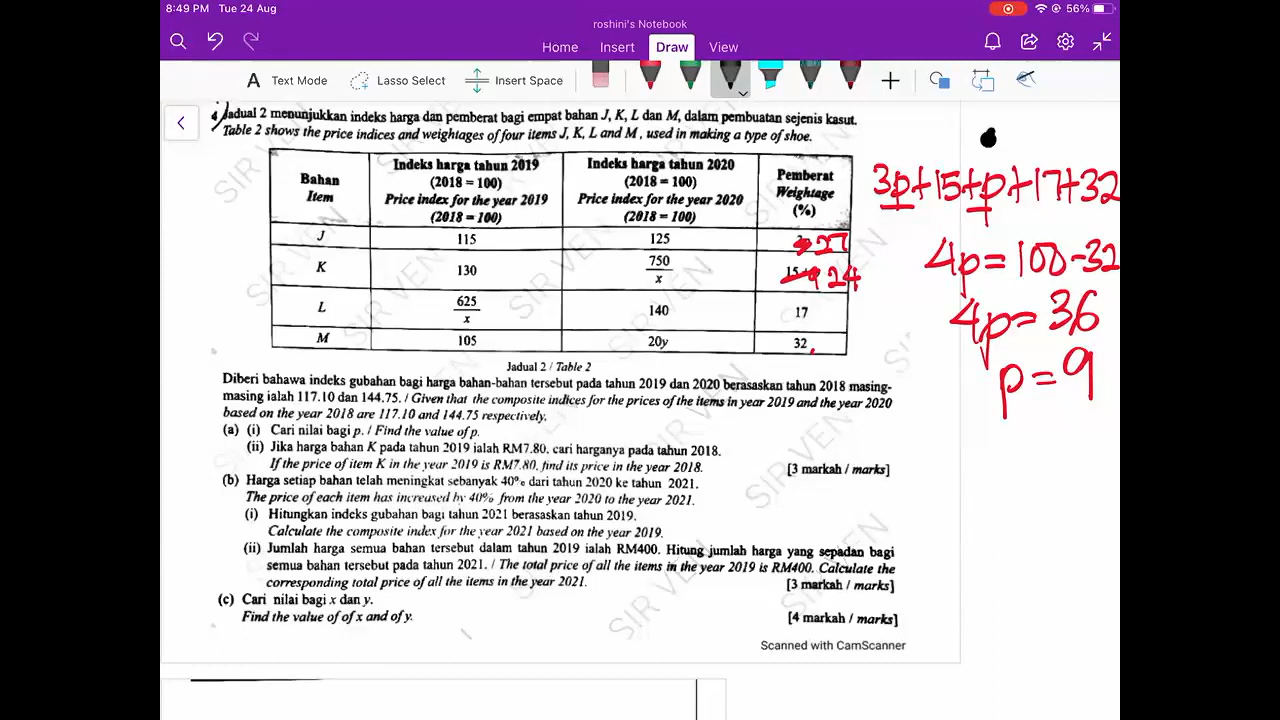 8:49 PM Tue 24 Aug
56%
roshini's Notebook
Home Insert Draw View
Text Mode Lasso Select Insert Space
4 Jadual 2 menunjukkan indeks harga dan pemberat bagi empat bahan J, K, L dan M, dalam pembuatan sejenis kasut.
Table 2 shows the price indices and weightages of four items J, K, L and M , used in making a type of shoe.
Bahan Item
Indeks harga tahun 2019 (2018 = 100) Price index for the year 2019 (2018 = 100)
Indeks harga tahun 2020 (2018 = 100) Price index for the year 2020 (2018 = 100)
Pemberat Weightage (%)
J 115 125 27
K 130 750/x 15 24
L 625/x 140 17
M 105 20y 32
Jadual 2 / Table 2
Diberi bahawa indeks gubahan bagi harga bahan-bahan tersebut pada tahun 2019 dan 2020 berasaskan tahun 2018 masing-
masing ialah 117.10 dan 144.75. / Given that the composite indices for the prices of the items in year 2019 and the year 2020
based on the year 2018 are 117.10 and 144.75 respectively.
(a) (i) Cari nilai bagi p. / Find the value of p.
(ii) Jika harga bahan K pada tahun 2019 ialah RM7.80, cari harganya pada tahun 2018.
If the price of item K in the year 2019 is RM7.80, find its price in the year 2018. [3 markah / marks]
(b) Harga setiap bahan telah meningkat sebanyak 40% dari tahun 2020 ke tahun 2021.
The price of each item has increased by 40% from the year 2020 to the year 2021.
(i) Hitungkan indeks gubahan bagi tahun 2021 berasaskan tahun 2019.
Calculate the composite index for the year 2021 based on the year 2019.
(ii) Jumlah harga semua bahan tersebut dalam tahun 2019 ialah RM400. Hitung jumlah harga yang sepadan bagi
semua bahan tersebut pada tahun 2021. / The total price of all the items in the year 2019 is RM400. Calculate the
corresponding total price of all the items in the year 2021. [3 markah / marks]
(c) Cari nilai bagi x dan y.
Find the value of of x and of y. [4 markah / marks]
Scanned with CamScanner
3p+15+p+17+32
4p=100-32
4p=36
p=9
SIR VEN